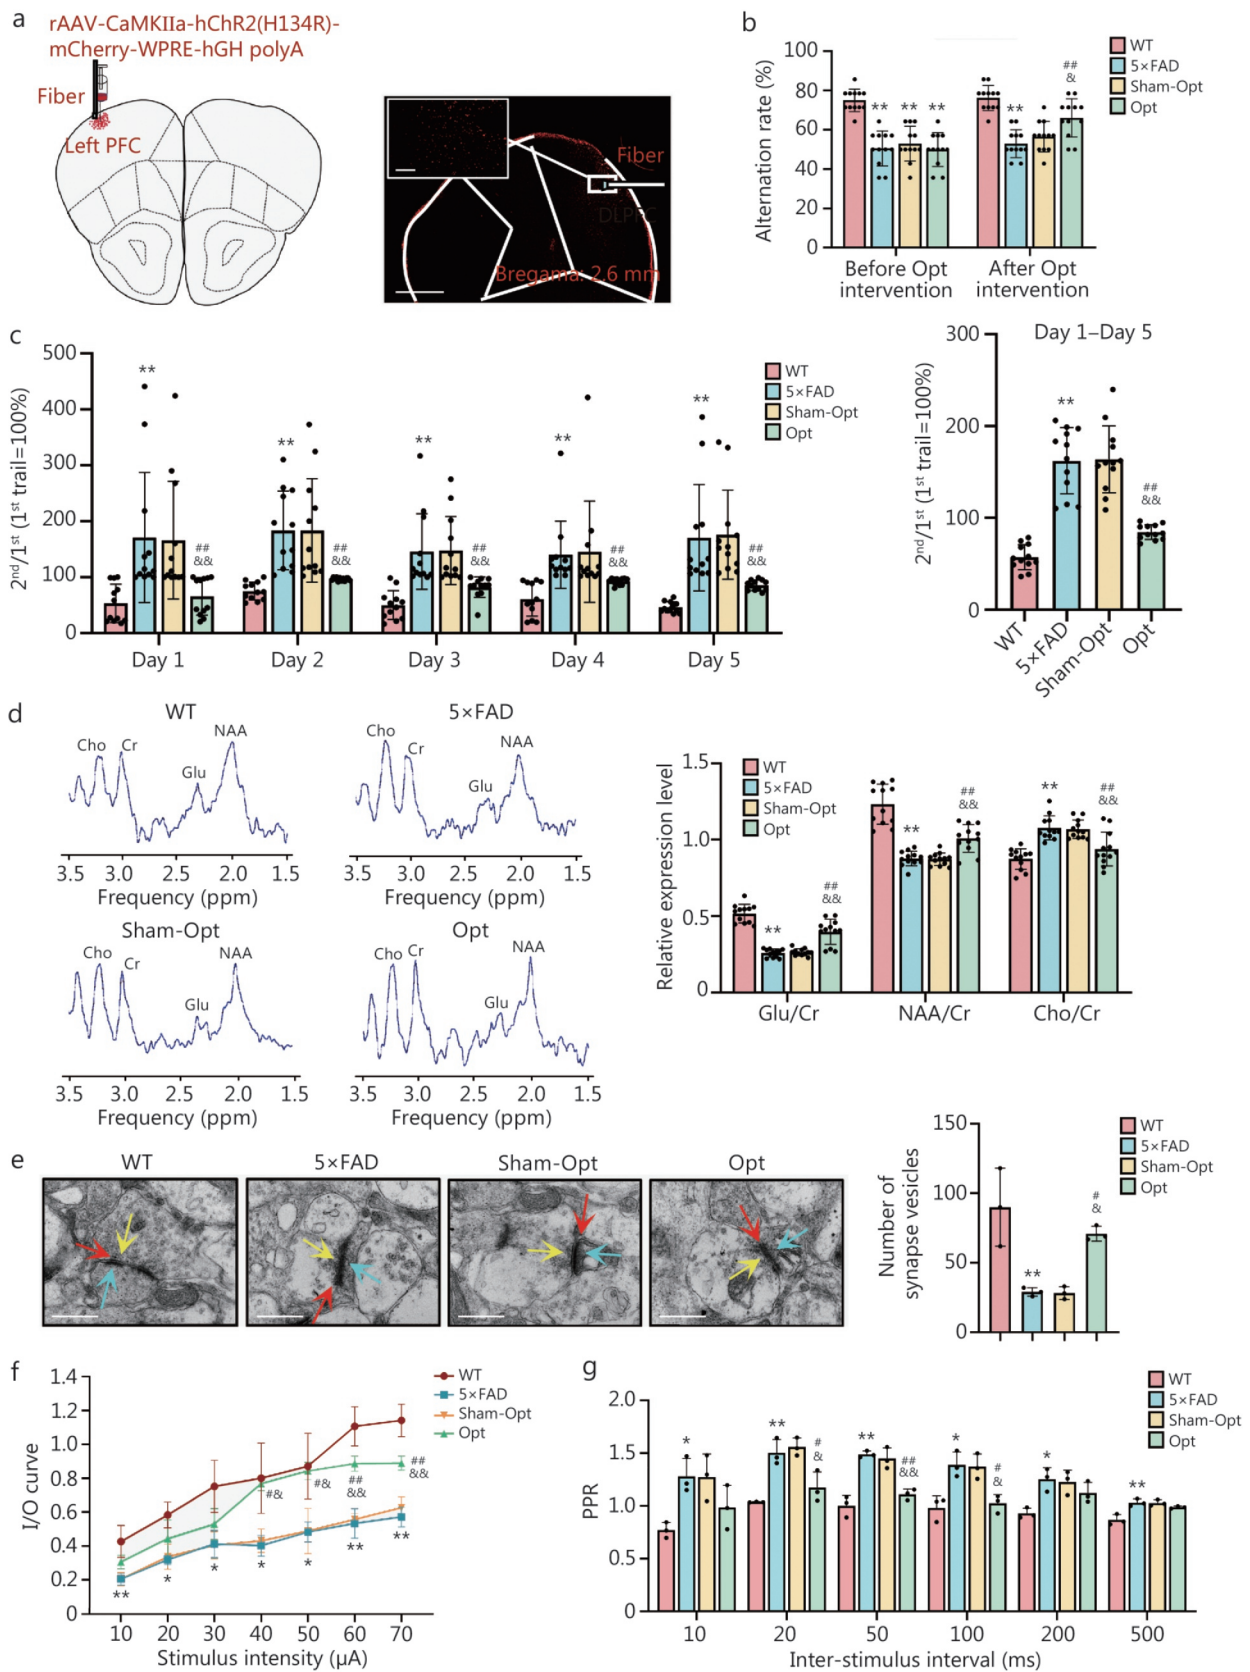 a
rAAV-CaMKIIa-hChR2(H134R)-
mCherry-WPRE-hGH polyA
Fiber
Left PFC
Fiber
DLPFC
Bregama: 2.6 mm
b
Alternation rate (%)
100
80
60
40
20
0
** ** **
**
##
&
Before Opt
intervention
After Opt
intervention
WT
5×FAD
Sham-Opt
Opt
c
2nd/1st (1st trail=100%)
500
400
300
200
100
0
**
##
&&
**
##
&&
**
##
&&
**
##
&&
**
##
&&
Day 1
Day 2
Day 3
Day 4
Day 5
WT
5×FAD
Sham-Opt
Opt
Day 1–Day 5
2nd/1st (1st trail=100%)
300
200
100
0
**
##
&&
WT
5×FAD
Sham-Opt
Opt
d
WT
Cho
Cr
Glu
NAA
3.5 3.0 2.5 2.0 1.5
Frequency (ppm)
5×FAD
Cho
Cr
Glu
NAA
3.5 3.0 2.5 2.0 1.5
Frequency (ppm)
Sham-Opt
Cho
Cr
Glu
NAA
3.5 3.0 2.5 2.0 1.5
Frequency (ppm)
Opt
Cho
Cr
Glu
NAA
3.5 3.0 2.5 2.0 1.5
Frequency (ppm)
Relative expression level
1.5
1.0
0.5
0
WT
5×FAD
Sham-Opt
Opt
**
##
&&
**
##
&&
**
##
&&
Glu/Cr
NAA/Cr
Cho/Cr
e
WT
5×FAD
Sham-Opt
Opt
Number of
synapse vesicles
150
100
50
0
**
#
&
WT
5×FAD
Sham-Opt
Opt
f
I/O curve
1.4
1.2
1.0
0.8
0.6
0.4
0.2
0
**
*
*
*
*
**
**
#&
#&
##
&&
##
&&
10 20 30 40 50 60 70
Stimulus intensity (μA)
WT
5×FAD
Sham-Opt
Opt
g
PPR
2.0
1.5
1.0
0.5
0
*
**
#
&
**
##
&&
*
#
&
*
**
10 20 50 100 200 500
Inter-stimulus interval (ms)
WT
5×FAD
Sham-Opt
Opt